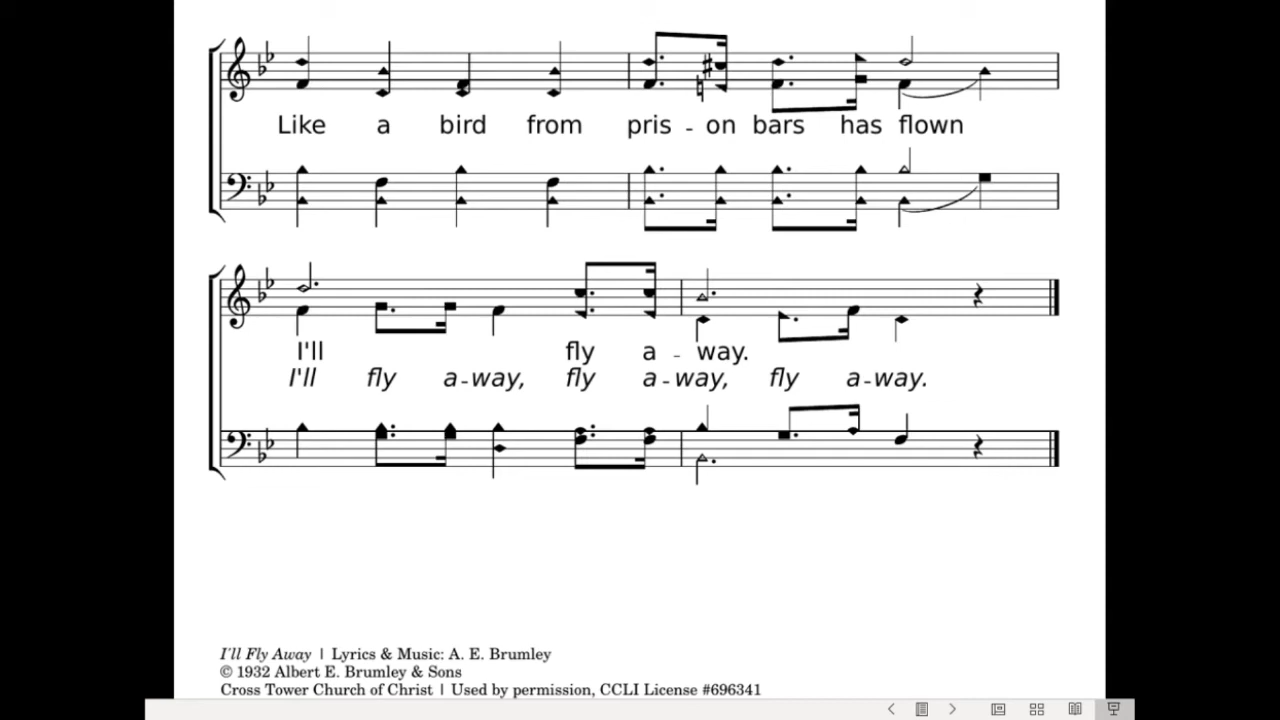 Like a bird from pris - on bars has flown
I'll fly a - way.
I'll fly a-way, fly a-way, fly a-way.
I'll Fly Away | Lyrics & Music: A. E. Brumley
© 1932 Albert E. Brumley & Sons
Cross Tower Church of Christ | Used by permission, CCLI License #696341